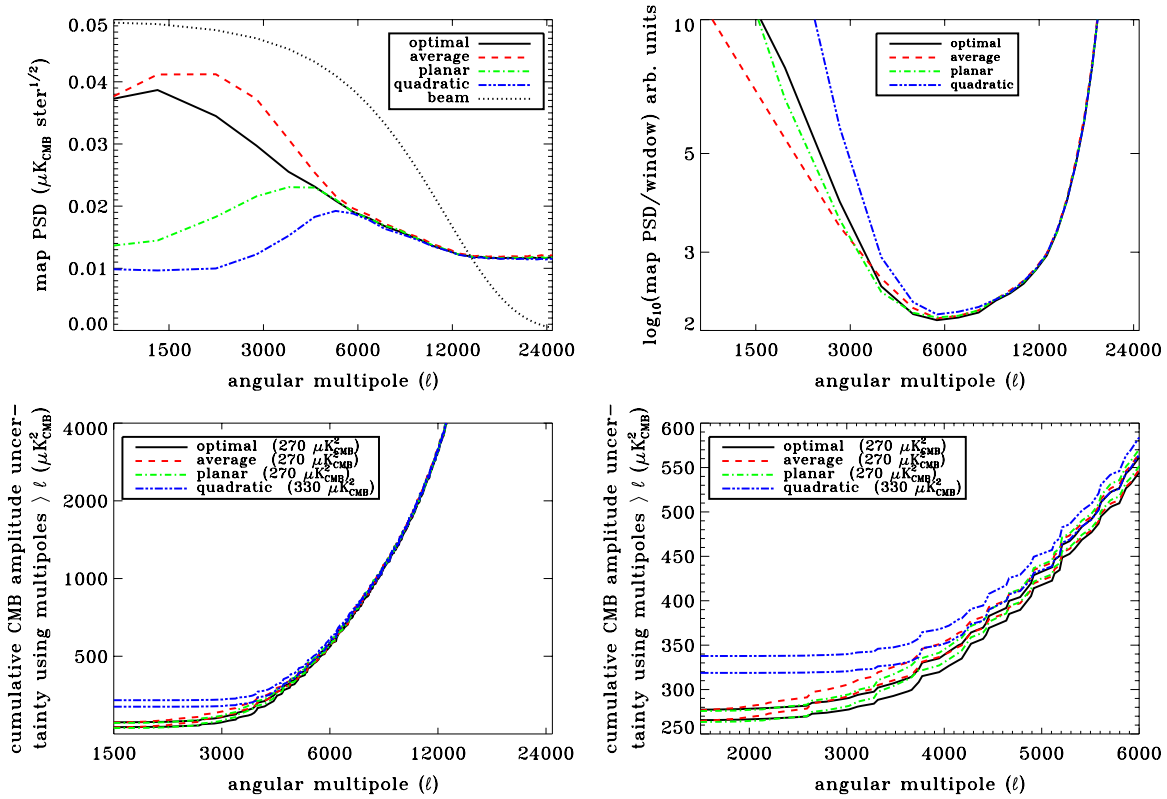 0.05
0.04
0.03
0.02
0.01
0.00
map PSD (μK_CMB ster^1/2)
optimal
average
planar
quadratic
beam
1500 3000 6000 12000 24000
angular multipole (ℓ)
10
5
3
2
log_10(map PSD/window) arb. units
optimal
average
planar
quadratic
1500 3000 6000 12000 24000
angular multipole (ℓ)
cumulative CMB amplitude uncer-
tainty using multipoles > ℓ (μK²_CMB)
4000
2000
1000
500
optimal (270 μK²_CMB)
average (270 μK²_CMB)
planar (270 μK²_CMB)
quadratic (330 μK²_CMB)
1500 3000 6000 12000 24000
angular multipole (ℓ)
cumulative CMB amplitude uncer-
tainty using multipoles > ℓ (μK²_CMB)
600
550
500
450
400
350
300
250
optimal (270 μK²_CMB)
average (270 μK²_CMB)
planar (270 μK²_CMB)
quadratic (330 μK²_CMB)
2000 3000 4000 5000 6000
angular multipole (ℓ)